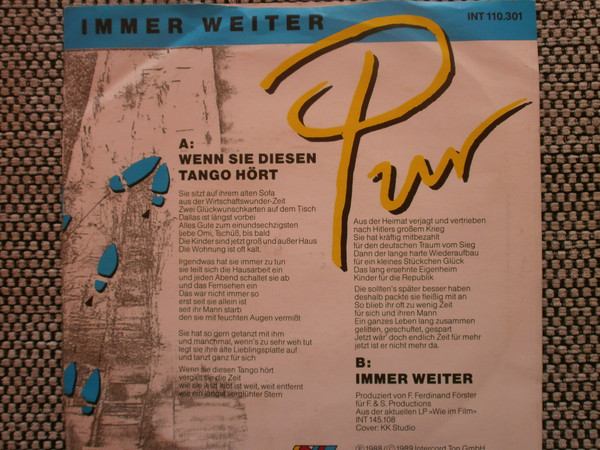 IMMER WEITER
INT 110.301
Pur
A:
WENN SIE DIESEN
TANGO HÖRT
Sie sitzt auf ihrem alten Sofa
aus der Wirtschaftswunder-Zeit
Zwei Glückwunschkarten auf dem Tisch
Dallas ist längst vorbei
Alles Gute zum einundsechzigsten
liebe Omi, Tschüß, bis bald
Die Kinder sind jetzt groß und außer Haus
Die Wohnung ist oft kalt.
Irgendwas hat sie immer zu tun
sie teilt sich die Hausarbeit ein
und jeden Abend schaltet sie ab
und das Fernsehen ein
Das war nicht immer so
erst seit sie allein ist
seit ihr Mann starb
den sie mit feuchten Augen vermißt
Sie hat so gern getanzt mit ihm
und manchmal, wenn's zu sehr weh tut
legt sie ihre alte Lieblingsplatte auf
und tanzt ganz für sich
Wenn sie diesen Tango hört
vergißt sie die Zeit
wie sie jetzt lebt ist weit, weit entfernt
wie ein längst verglühter Stern
Aus der Heimat verjagt und vertrieben
nach Hitlers großem Krieg
Sie hat kräftig mitbezahlt
für den deutschen Traum vom Sieg
Dann der lange harte Wiederaufbau
für ein kleines Stückchen Glück
Das lang ersehnte Eigenheim
Kinder für die Republik
Die sollten's später besser haben
deshalb packte sie fleißig mit an
So blieb ihr oft zu wenig Zeit
für sich und ihren Mann
Ein ganzes Leben lang zusammen
gelitten, geschuftet, gespart
Jetzt wär' doch endlich Zeit für mehr
jetzt ist er nicht mehr da.
B:
IMMER WEITER
Produziert von F. Ferdinand Förster
für F. & S. Productions
Aus der aktuellen LP »Wie im Film«
INT 145.108
Cover: KK Studio
℗ 1988 / © 1989 Intercord Ton GmbH